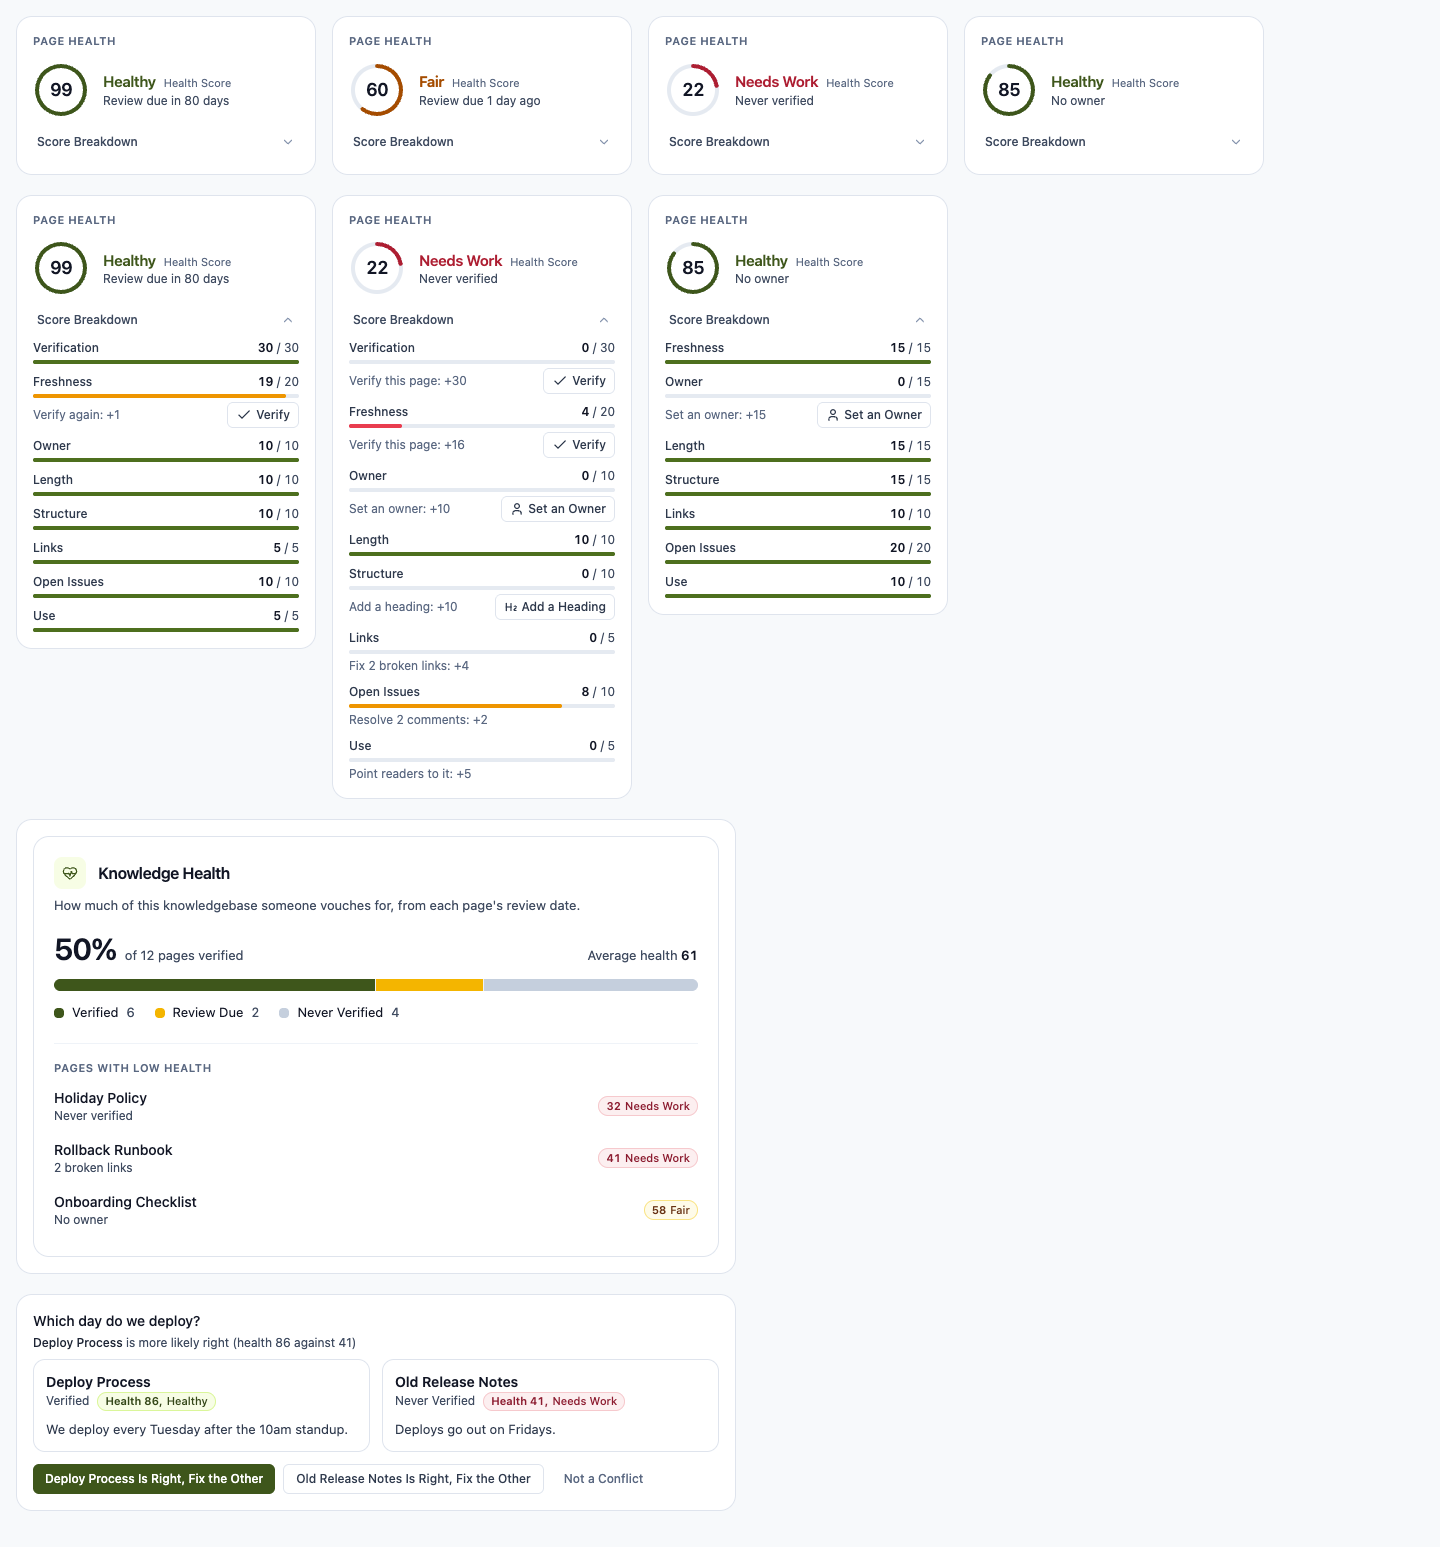 PAGE HEALTH
99
Healthy Health Score
Review due in 80 days
Score Breakdown
PAGE HEALTH
60
Fair Health Score
Review due 1 day ago
Score Breakdown
PAGE HEALTH
22
Needs Work Health Score
Never verified
Score Breakdown
PAGE HEALTH
85
Healthy Health Score
No owner
Score Breakdown
PAGE HEALTH
99
Healthy Health Score
Review due in 80 days
Score Breakdown
Verification 30 / 30
Freshness 19 / 20
Verify again: +1 Verify
Owner 10 / 10
Length 10 / 10
Structure 10 / 10
Links 5 / 5
Open Issues 10 / 10
Use 5 / 5
PAGE HEALTH
22
Needs Work Health Score
Never verified
Score Breakdown
Verification 0 / 30
Verify this page: +30 Verify
Freshness 4 / 20
Verify this page: +16 Verify
Owner 0 / 10
Set an owner: +10 Set an Owner
Length 10 / 10
Structure 0 / 10
Add a heading: +10 H2 Add a Heading
Links 0 / 5
Fix 2 broken links: +4
Open Issues 8 / 10
Resolve 2 comments: +2
Use 0 / 5
Point readers to it: +5
PAGE HEALTH
85
Healthy Health Score
No owner
Score Breakdown
Freshness 15 / 15
Owner 0 / 15
Set an owner: +15 Set an Owner
Length 15 / 15
Structure 15 / 15
Links 10 / 10
Open Issues 20 / 20
Use 10 / 10
Knowledge Health
How much of this knowledgebase someone vouches for, from each page's review date.
50% of 12 pages verified Average health 61
Verified 6 Review Due 2 Never Verified 4
PAGES WITH LOW HEALTH
Holiday Policy
Never verified
32 Needs Work
Rollback Runbook
2 broken links
41 Needs Work
Onboarding Checklist
No owner
58 Fair
Which day do we deploy?
Deploy Process is more likely right (health 86 against 41)
Deploy Process
Verified Health 86, Healthy
We deploy every Tuesday after the 10am standup.
Old Release Notes
Never Verified Health 41, Needs Work
Deploys go out on Fridays.
Deploy Process Is Right, Fix the Other Old Release Notes Is Right, Fix the Other Not a Conflict